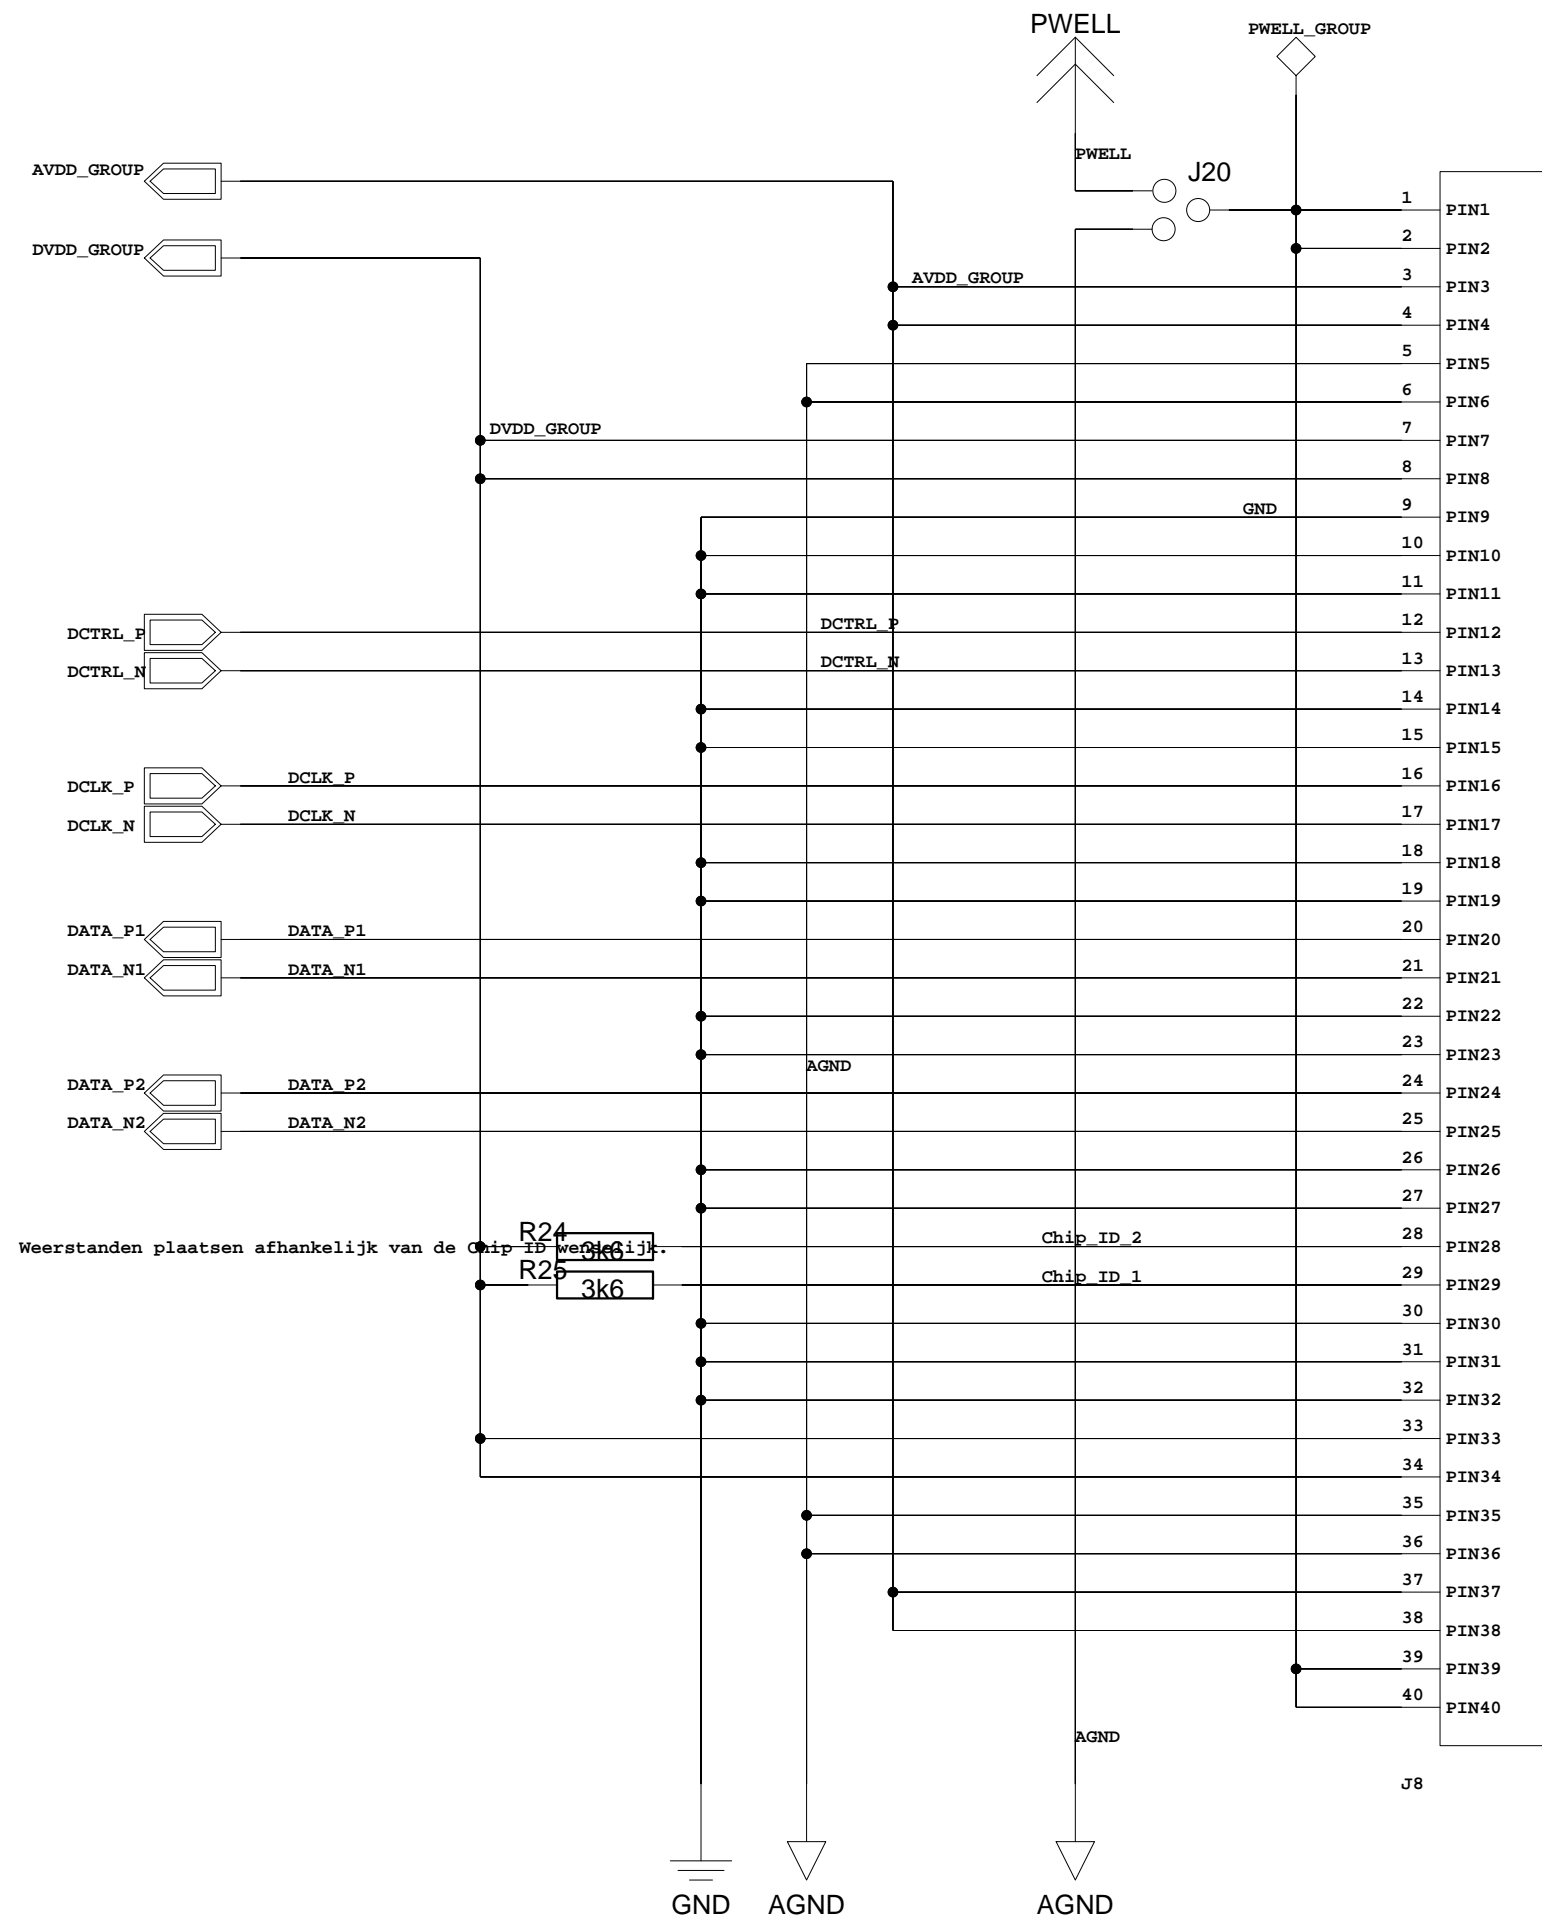 PWELL
PWELL_GROUP
PWELL
J20
AVDD_GROUP
DVDD_GROUP
1 PIN1
2 PIN2
AVDD_GROUP 3 PIN3
4 PIN4
5 PIN5
6 PIN6
DVDD_GROUP 7 PIN7
8 PIN8
GND 9 PIN9
10 PIN10
11 PIN11
DCTRL_P DCTRL_P 12 PIN12
DCTRL_N DCTRL_N 13 PIN13
14 PIN14
15 PIN15
DCLK_P DCLK_P 16 PIN16
DCLK_N DCLK_N 17 PIN17
18 PIN18
19 PIN19
DATA_P1 DATA_P1 20 PIN20
DATA_N1 DATA_N1 21 PIN21
22 PIN22
23 PIN23
AGND
DATA_P2 DATA_P2 24 PIN24
DATA_N2 DATA_N2 25 PIN25
26 PIN26
27 PIN27
R24
Weerstanden plaatsen afhankelijk van de Chip ID wenselijk.
3k6 Chip_ID_2 28 PIN28
R25
3k6 Chip_ID_1 29 PIN29
30 PIN30
31 PIN31
32 PIN32
33 PIN33
34 PIN34
35 PIN35
36 PIN36
37 PIN37
38 PIN38
39 PIN39
40 PIN40
AGND
J8
GND AGND AGND